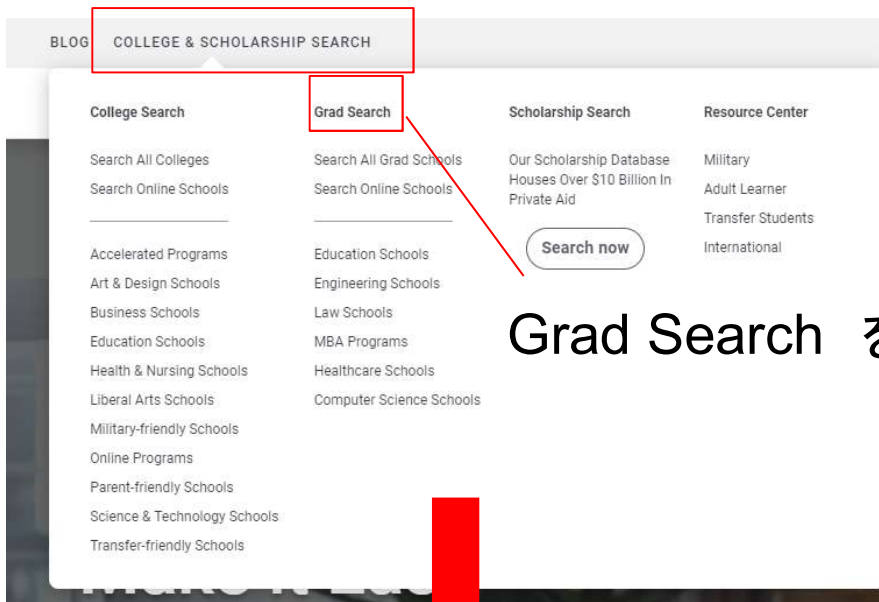 BLOG COLLEGE & SCHOLARSHIP SEARCH
College Search
Search All Colleges
Search Online Schools
Accelerated Programs
Art & Design Schools
Business Schools
Education Schools
Health & Nursing Schools
Liberal Arts Schools
Military-friendly Schools
Online Programs
Parent-friendly Schools
Science & Technology Schools
Transfer-friendly Schools
Grad Search
Search All Grad Schools
Search Online Schools
Education Schools
Engineering Schools
Law Schools
MBA Programs
Healthcare Schools
Computer Science Schools
Scholarship Search
Our Scholarship Database
Houses Over $10 Billion In
Private Aid
Search now
Resource Center
Military
Adult Learner
Transfer Students
International
Grad Search